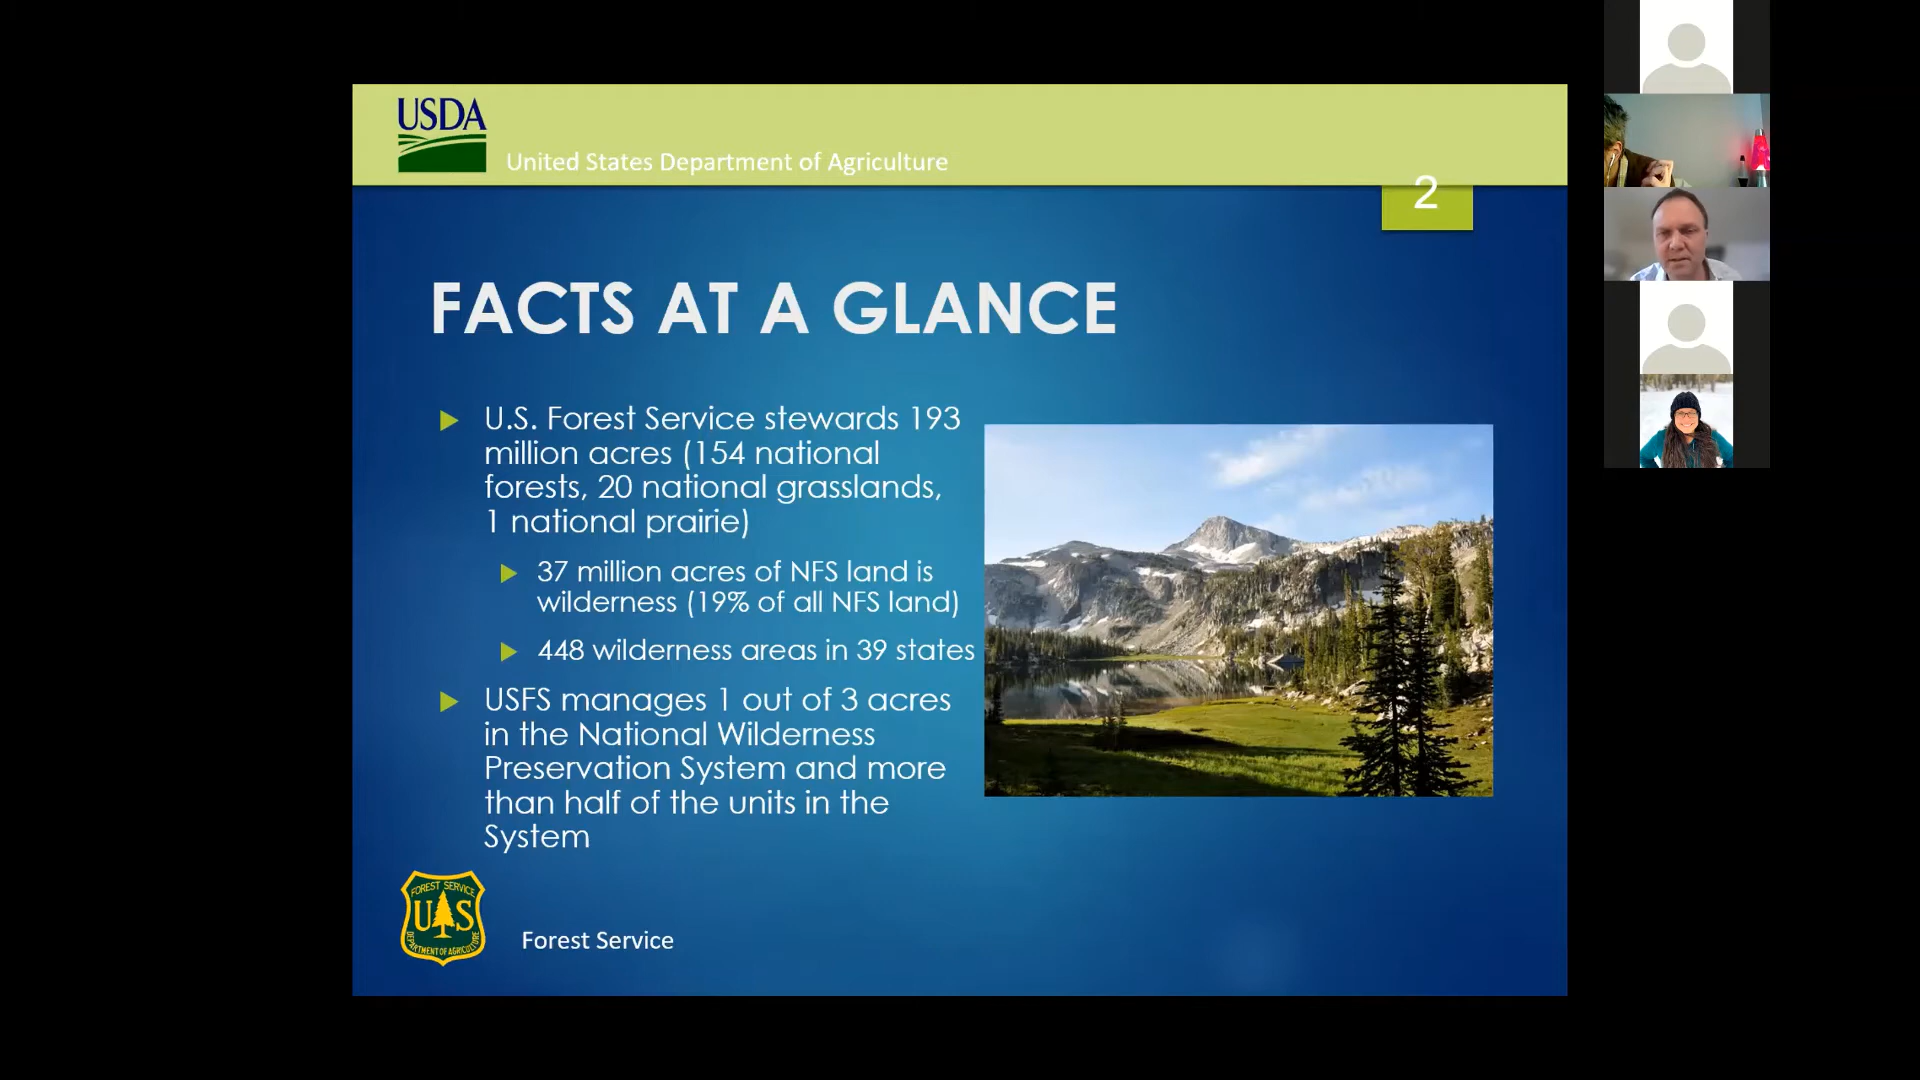 USDA
United States Department of Agriculture
2
FACTS AT A GLANCE
U.S. Forest Service stewards 193
million acres (154 national
forests, 20 national grasslands,
1 national prairie)
37 million acres of NFS land is
wilderness (19% of all NFS land)
448 wilderness areas in 39 states
USFS manages 1 out of 3 acres
in the National Wilderness
Preservation System and more
than half of the units in the
System
FOREST SERVICE
U S
DEPARTMENT OF AGRICULTURE
Forest Service